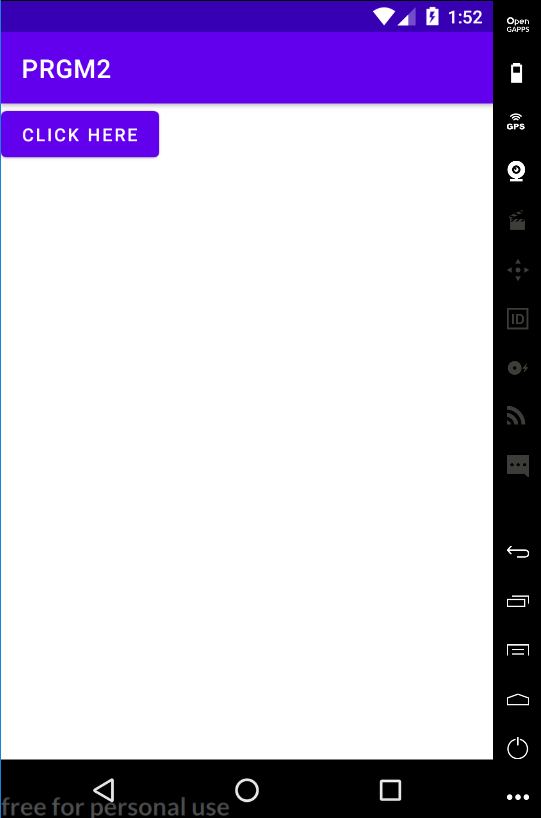 1:52
Open
GAPPS
PRGM2
CLICK HERE
GPS
ID
free for personal use